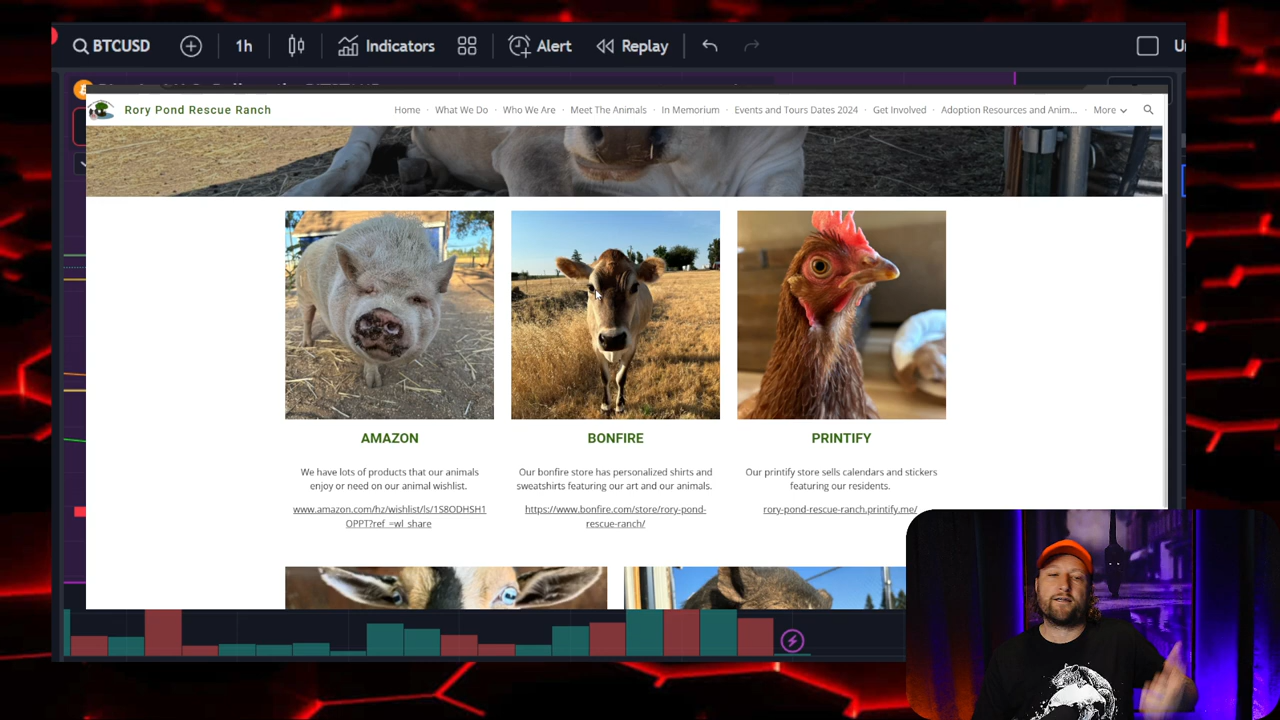 BTCUSD
1h
Indicators
Alert
Replay
Rory Pond Rescue Ranch
Home · What We Do · Who We Are · Meet The Animals · In Memorium · Events and Tours Dates 2024 · Get Involved · Adoption Resources and Anim... · More
AMAZON
We have lots of products that our animals
enjoy or need on our animal wishlist.
www.amazon.com/hz/wishlist/ls/1S8ODHSH1
OPPT?ref_=wl_share
BONFIRE
Our bonfire store has personalized shirts and
sweatshirts featuring our art and our animals.
https://www.bonfire.com/store/rory-pond-
rescue-ranch/
PRINTIFY
Our printify store sells calendars and stickers
featuring our residents.
rory-pond-rescue-ranch.printify.me/